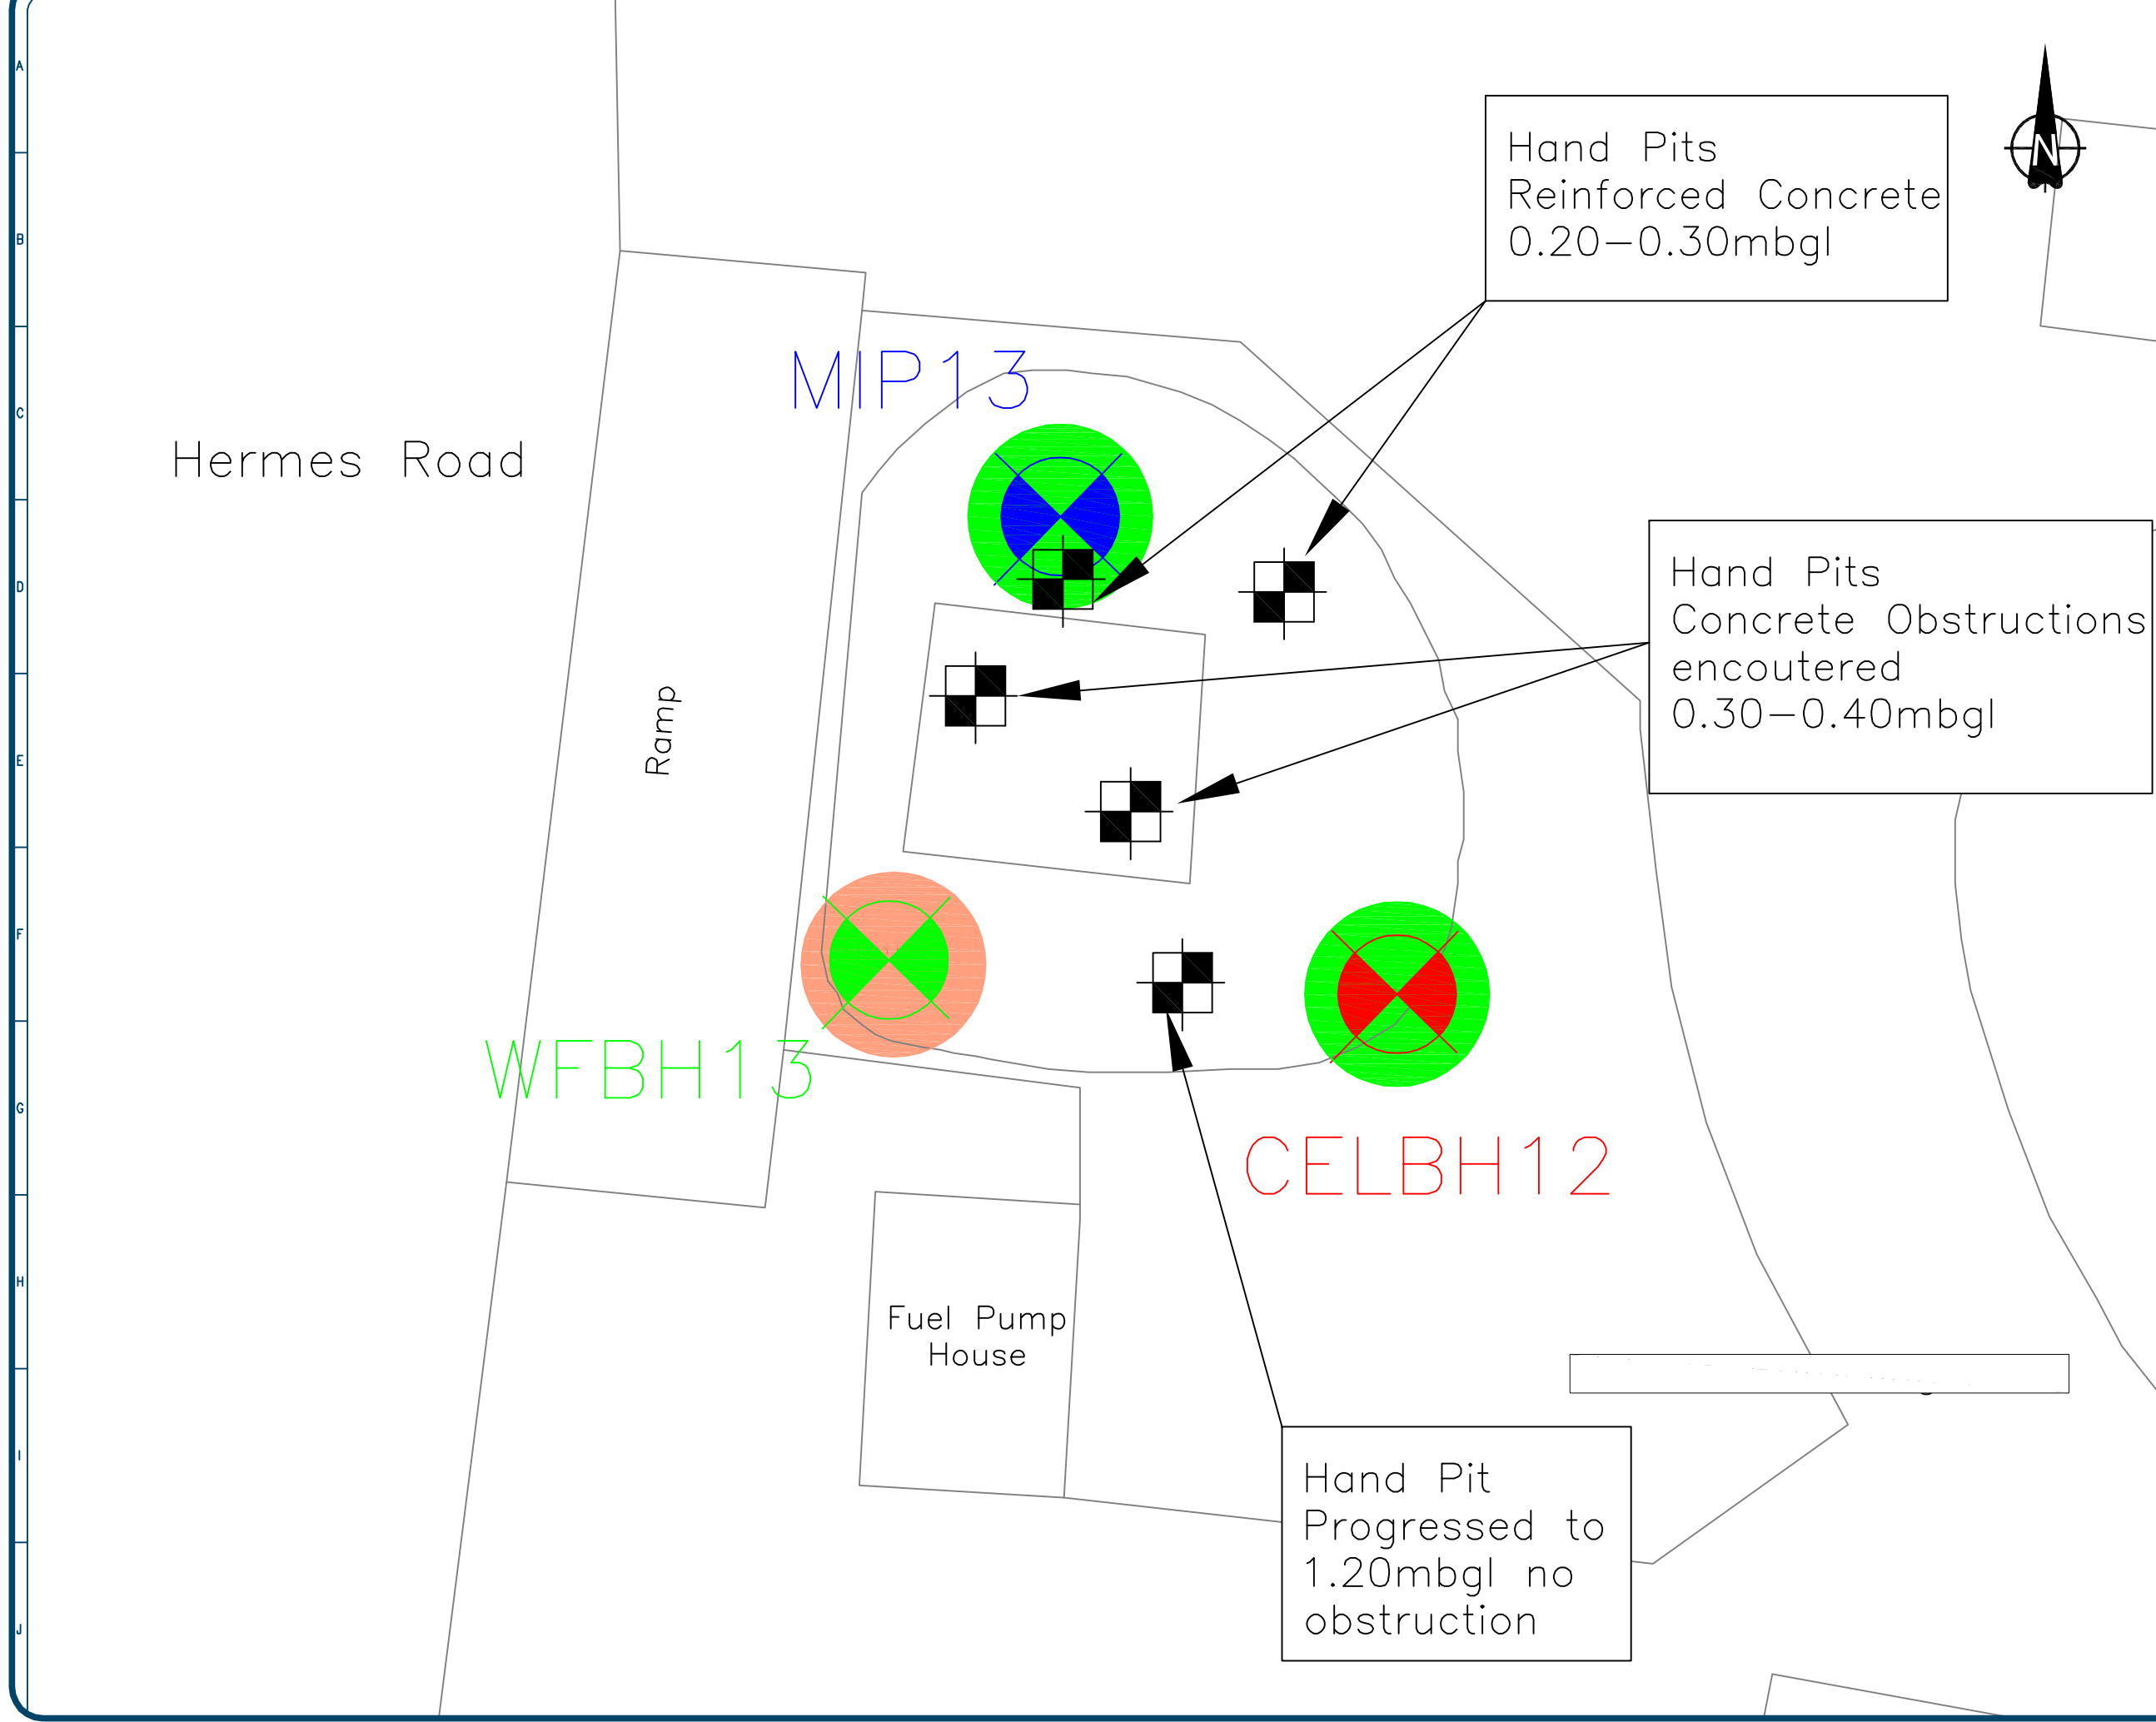 A
B
C
D
E
F
G
H
I
J
N
Hand Pits
Reinforced Concrete
0.20-0.30mbgl
MIP13
Hermes Road
Hand Pits
Concrete Obstructions
encoutered
0.30-0.40mbgl
Ramp
WFBH13
CELBH12
Fuel Pump
House
Hand Pit
Progressed to
1.20mbgl no
obstruction